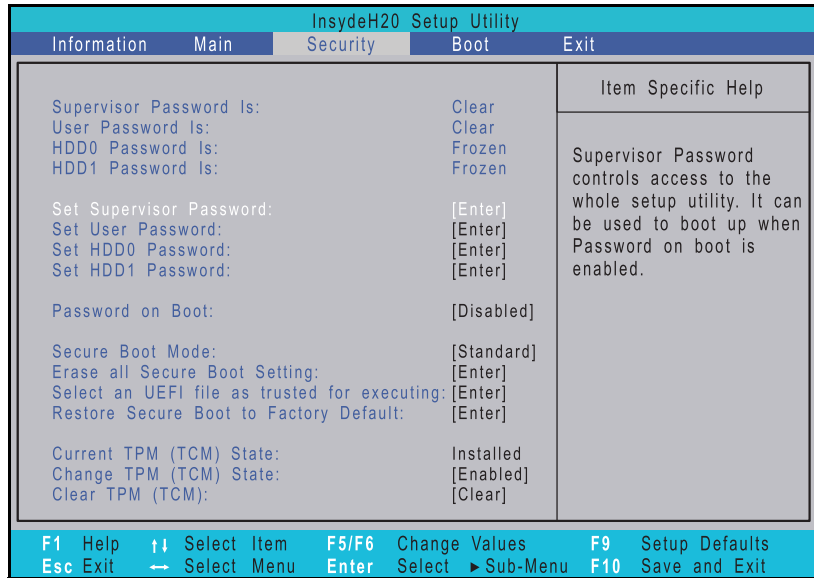 InsydeH20 Setup Utility
Information Main Security Boot Exit
Item Specific Help
Supervisor Password Is: Clear
User Password Is: Clear
HDD0 Password Is: Frozen
HDD1 Password Is: Frozen
Set Supervisor Password: [Enter]
Set User Password: [Enter]
Set HDD0 Password: [Enter]
Set HDD1 Password: [Enter]
Password on Boot: [Disabled]
Secure Boot Mode: [Standard]
Erase all Secure Boot Setting: [Enter]
Select an UEFI file as trusted for executing: [Enter]
Restore Secure Boot to Factory Default: [Enter]
Current TPM (TCM) State: Installed
Change TPM (TCM) State: [Enabled]
Clear TPM (TCM): [Clear]
Supervisor Password
controls access to the
whole setup utility. It can
be used to boot up when
Password on boot is
enabled.
F1 Help ↑↓ Select Item F5/F6 Change Values F9 Setup Defaults
Esc Exit ↔ Select Menu Enter Select ►Sub-Menu F10 Save and Exit